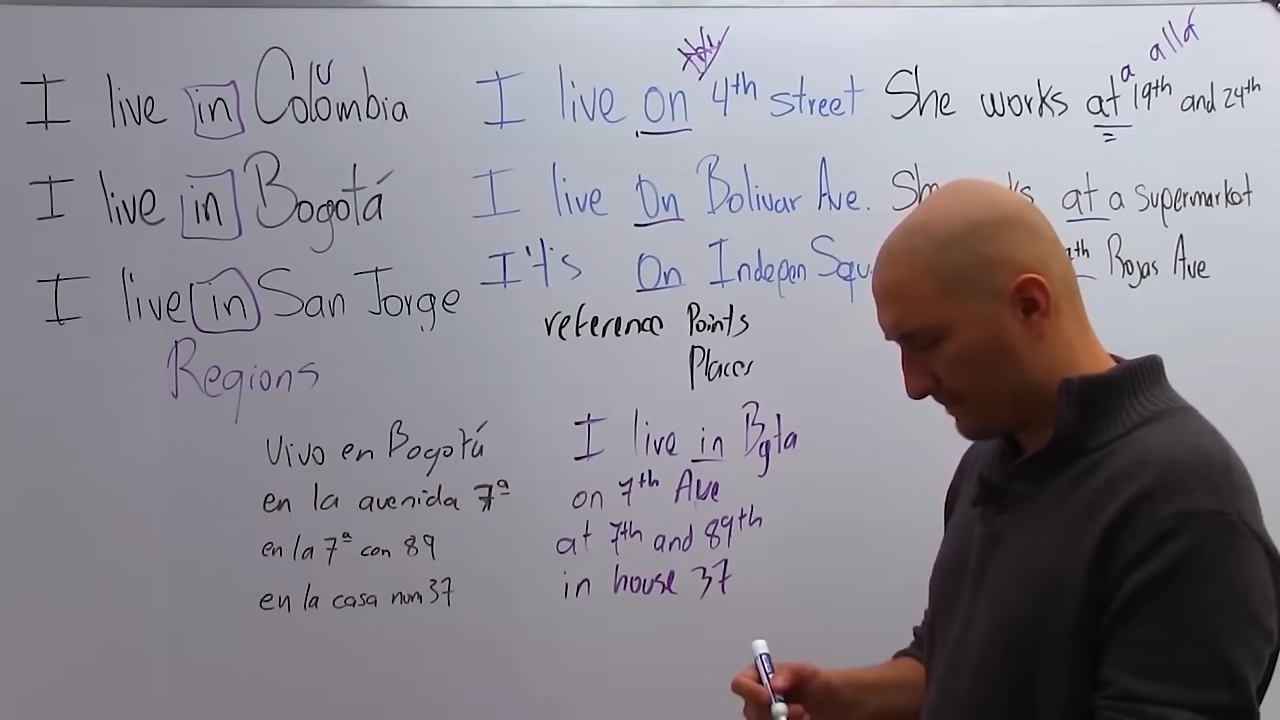 I live in Colombia
I live in Bogotá
I live in San Jorge
Regions
I live on 4th street
I live On Bolivar Ave.
It's On Indepen Squ
reference Points
Places
She works at 19th and 24th
a alld
at a supermarket
th Rojas Ave
Vivo en Bogotá
en la avenida 7ª
en la 7ª con 89
en la casa num 37
I live in Bgta
on 7th Ave
at 7th and 89th
in house 37